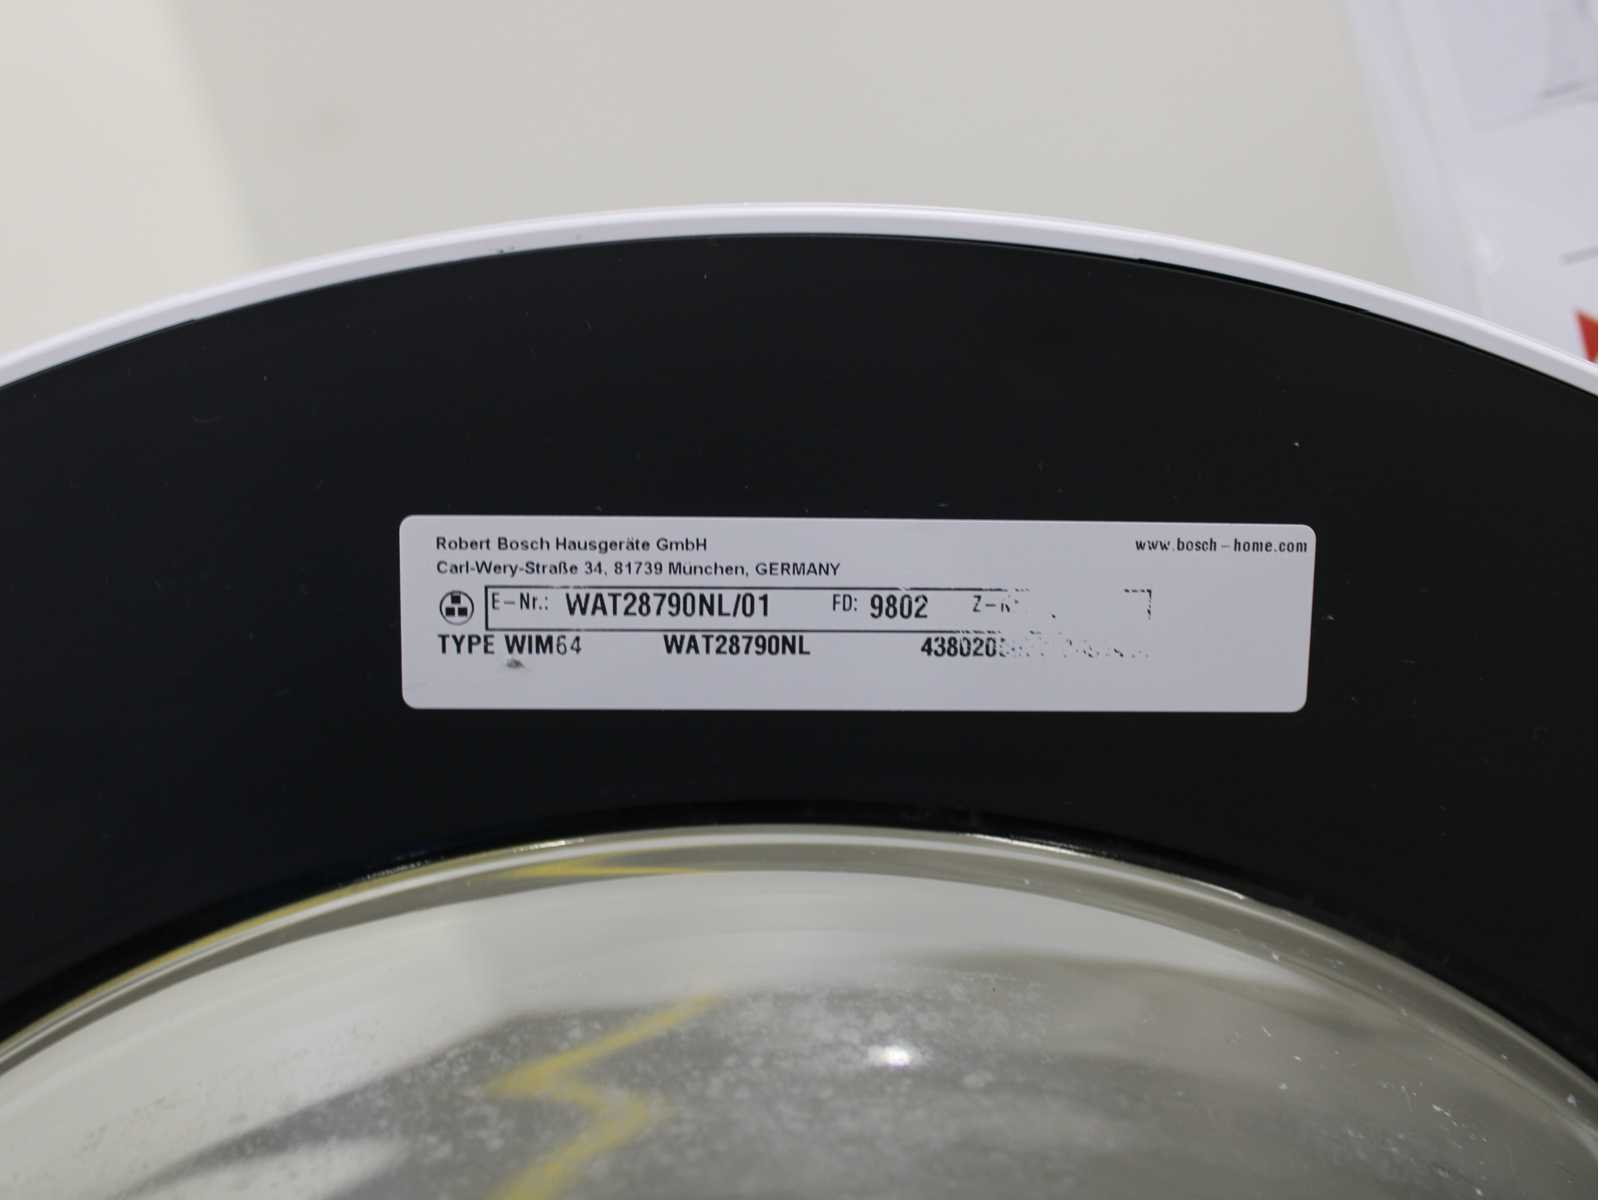 Robert Bosch Hausgeräte GmbH www.bosch-home.com
Carl-Wery-Straße 34, 81739 München, GERMANY
E-Nr.: WAT28790NL/01 FD: 9802
TYPE WIM64 WAT28790NL